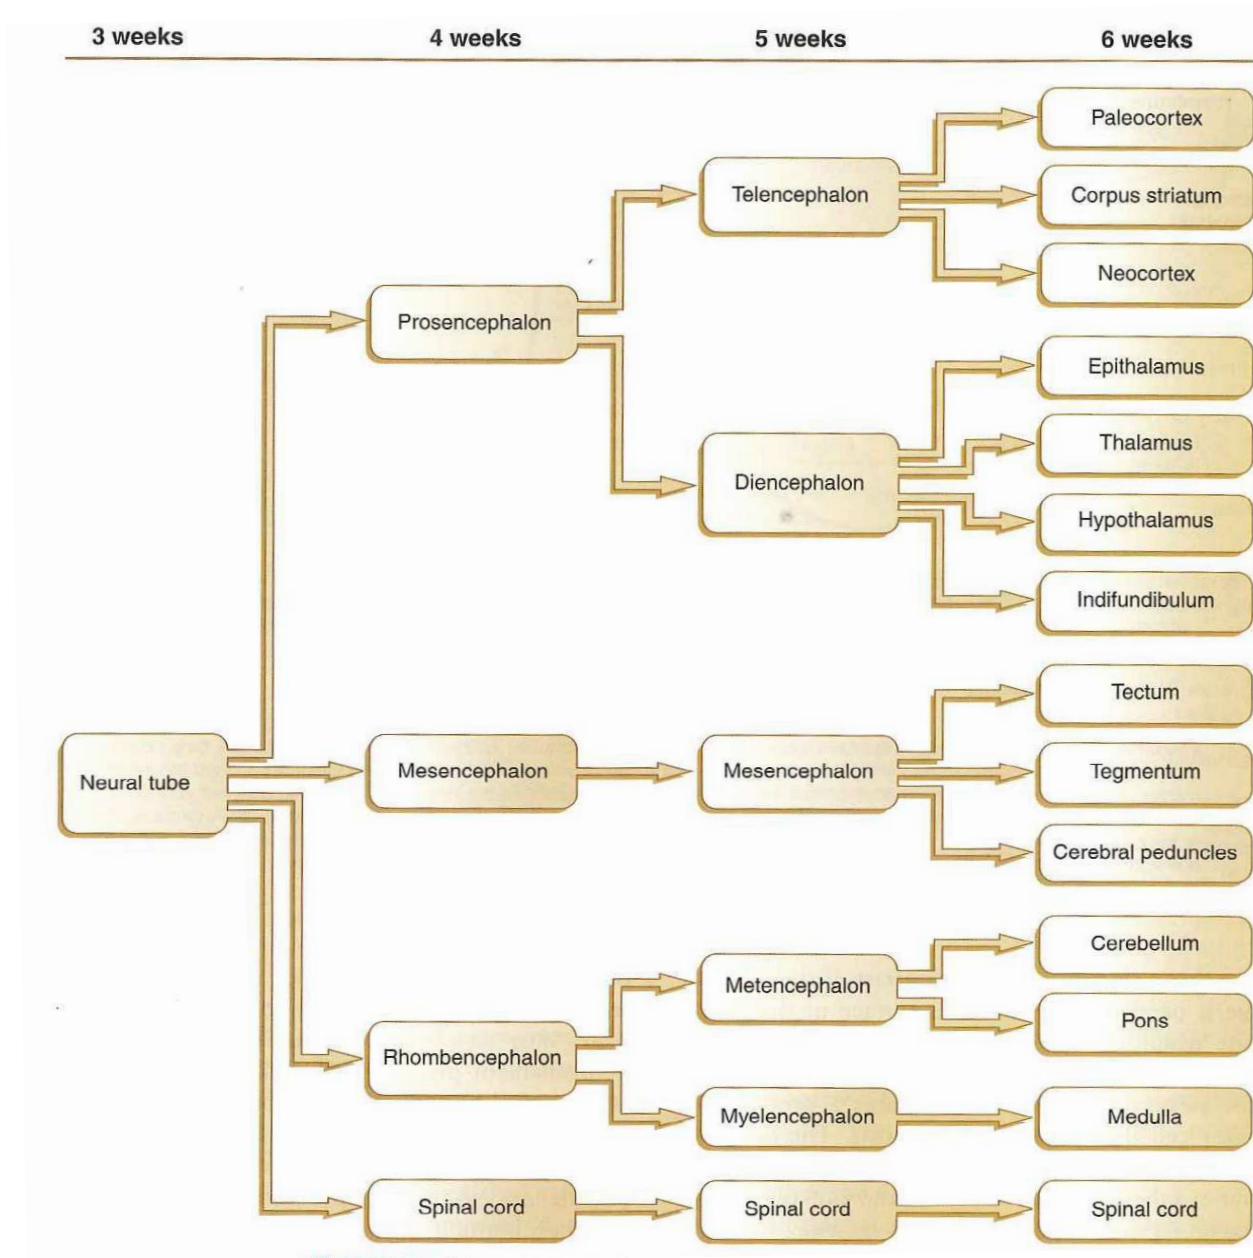 3 weeks 4 weeks 5 weeks 6 weeks
Paleocortex
Telencephalon
Corpus striatum
Neocortex
Prosencephalon
Epithalamus
Thalamus
Diencephalon
Hypothalamus
Indifundibulum
Tectum
Neural tube
Mesencephalon
Mesencephalon
Tegmentum
Cerebral peduncles
Cerebellum
Metencephalon
Pons
Rhombencephalon
Myelencephalon
Medulla
Spinal cord
Spinal cord
Spinal cord